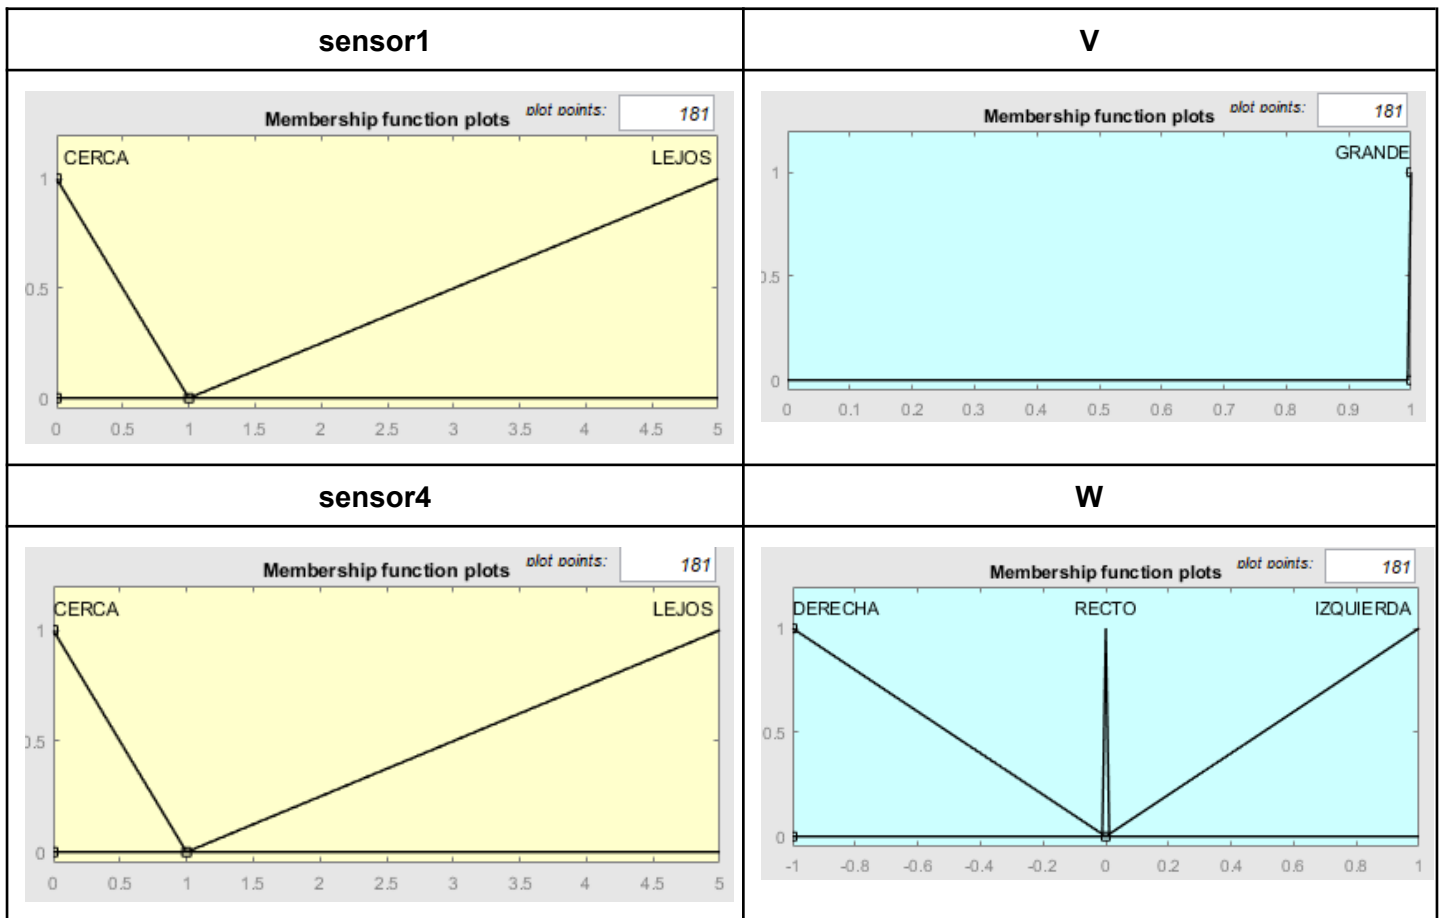 sensor1
V
Membership function plots plot points: 181
CERCA LEJOS
1
0.5
0
0 0.5 1 1.5 2 2.5 3 3.5 4 4.5 5
Membership function plots plot points: 181
GRANDE
1
0.5
0
0 0.1 0.2 0.3 0.4 0.5 0.6 0.7 0.8 0.9 1
sensor4
W
Membership function plots plot points: 181
CERCA LEJOS
1
0.5
0
0 0.5 1 1.5 2 2.5 3 3.5 4 4.5 5
Membership function plots plot points: 181
DERECHA RECTO IZQUIERDA
1
0.5
0
-1 -0.8 -0.6 -0.4 -0.2 0 0.2 0.4 0.6 0.8 1